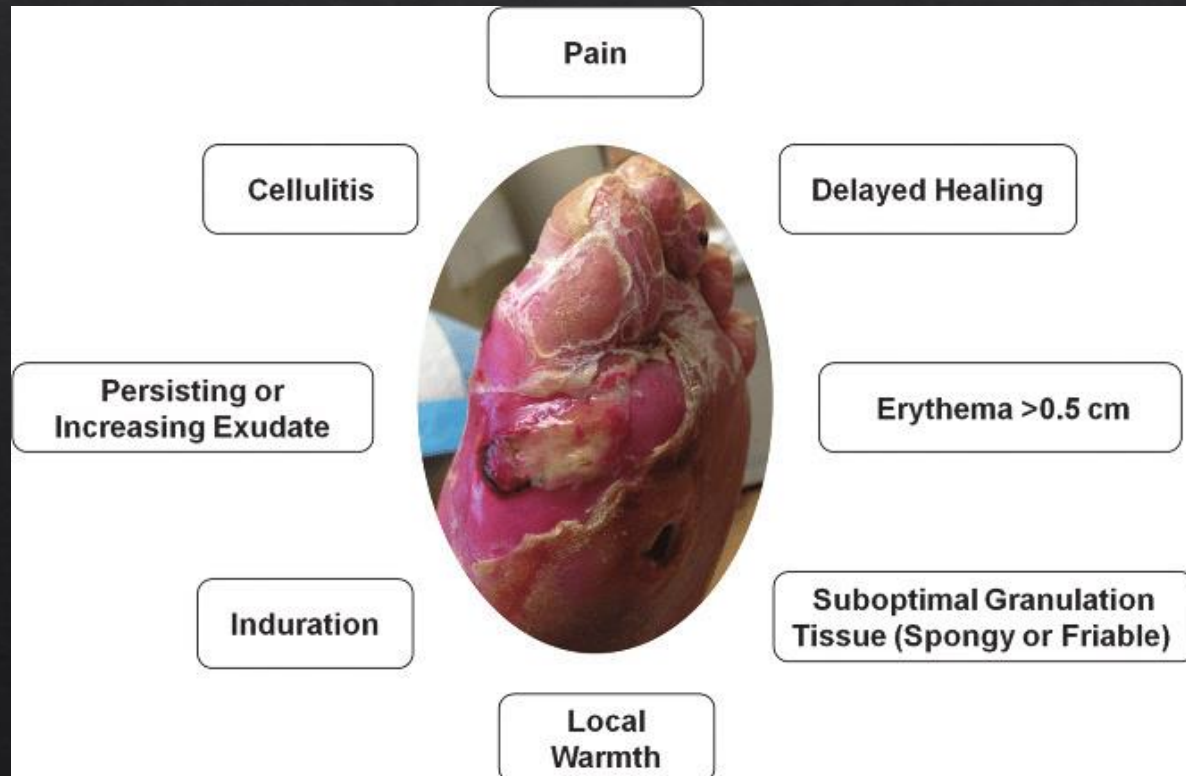 Pain
Cellulitis
Delayed Healing
Persisting or
Increasing Exudate
Erythema >0.5 cm
Induration
Suboptimal Granulation
Tissue (Spongy or Friable)
Local
Warmth